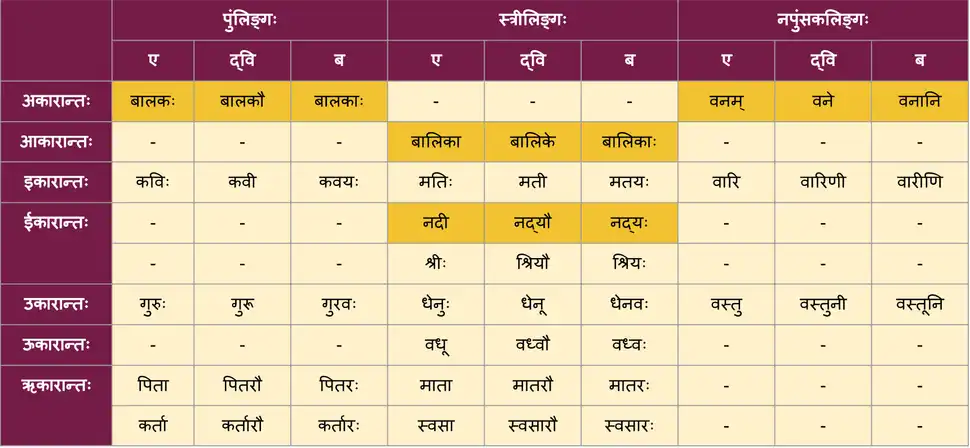 पुंलिङ्गः स्त्रीलिङ्गः नपुंसकलिङ्गः
ए द्वि ब ए द्वि ब ए द्वि ब
अकारान्तः बालकः बालकौ बालकाः - - - वनम् वने वनानि
आकारान्तः - - - बालिका बालिके बालिकाः - - -
इकारान्तः कविः कवी कवयः मतिः मती मतयः वारि वारिणी वारीणि
ईकारान्तः - - - नदी नद्यौ नद्यः - - -
- - - श्रीः श्रियौ श्रियः - - -
उकारान्तः गुरुः गुरू गुरवः धेनुः धेनू धेनवः वस्तु वस्तुनी वस्तूनि
ऊकारान्तः - - - वधू वध्वौ वध्वः - - -
ऋकारान्तः पिता पितरौ पितरः माता मातरौ मातरः - - -
कर्ता कर्तारौ कर्तारः स्वसा स्वसारौ स्वसारः - - -